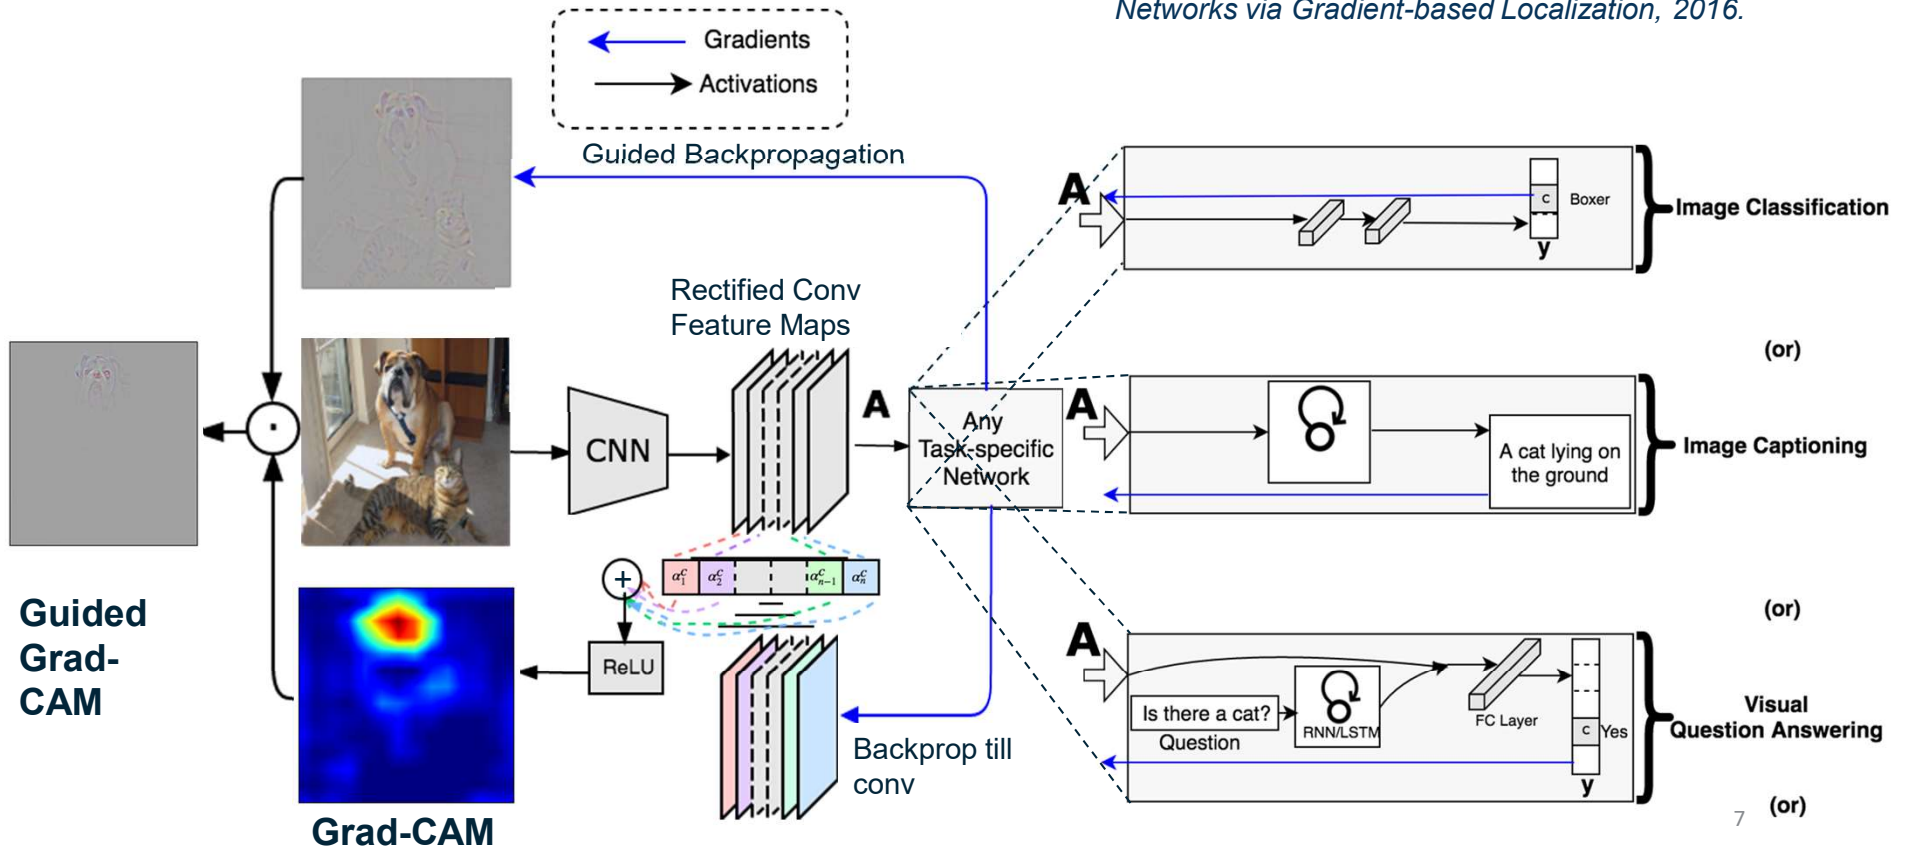 Networks via Gradient-based Localization, 2016.
Gradients
Activations
Guided Backpropagation
Rectified Conv
Feature Maps
A
CNN
Any
Task-specific
Network
A
c
Boxer
y
Image Classification
(or)
A
A cat lying on
the ground
Image Captioning
(or)
A
Is there a cat?
Question
RNN/LSTM
FC Layer
c
Yes
y
Visual
Question Answering
(or)
α₁ᶜ
α₂ᶜ
αₙ₋₁ᶜ
αₙᶜ
+
ReLU
Backprop till
conv
Guided
Grad-
CAM
Grad-CAM
7